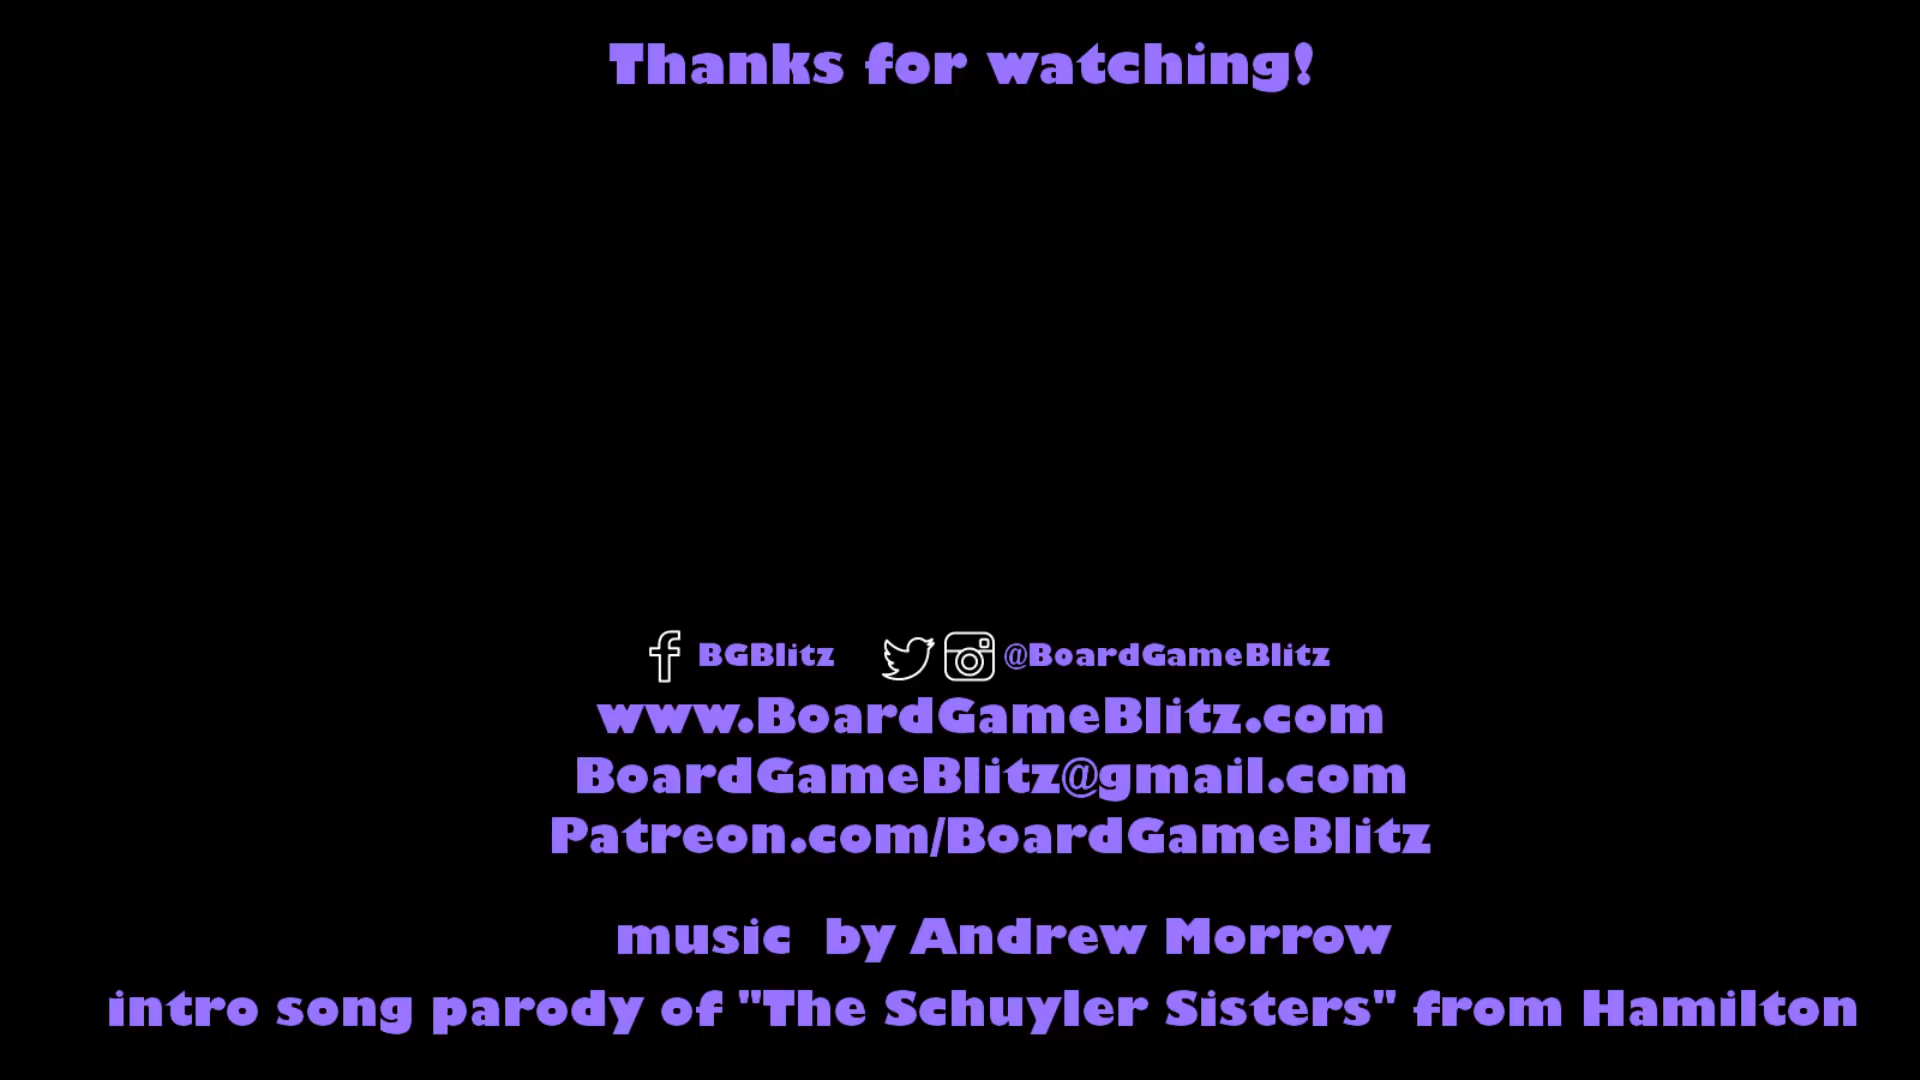 Thanks for watching!
BGBlitz @BoardGameBlitz
www.BoardGameBlitz.com
BoardGameBlitz@gmail.com
Patreon.com/BoardGameBlitz
music by Andrew Morrow
intro song parody of "The Schuyler Sisters" from Hamilton